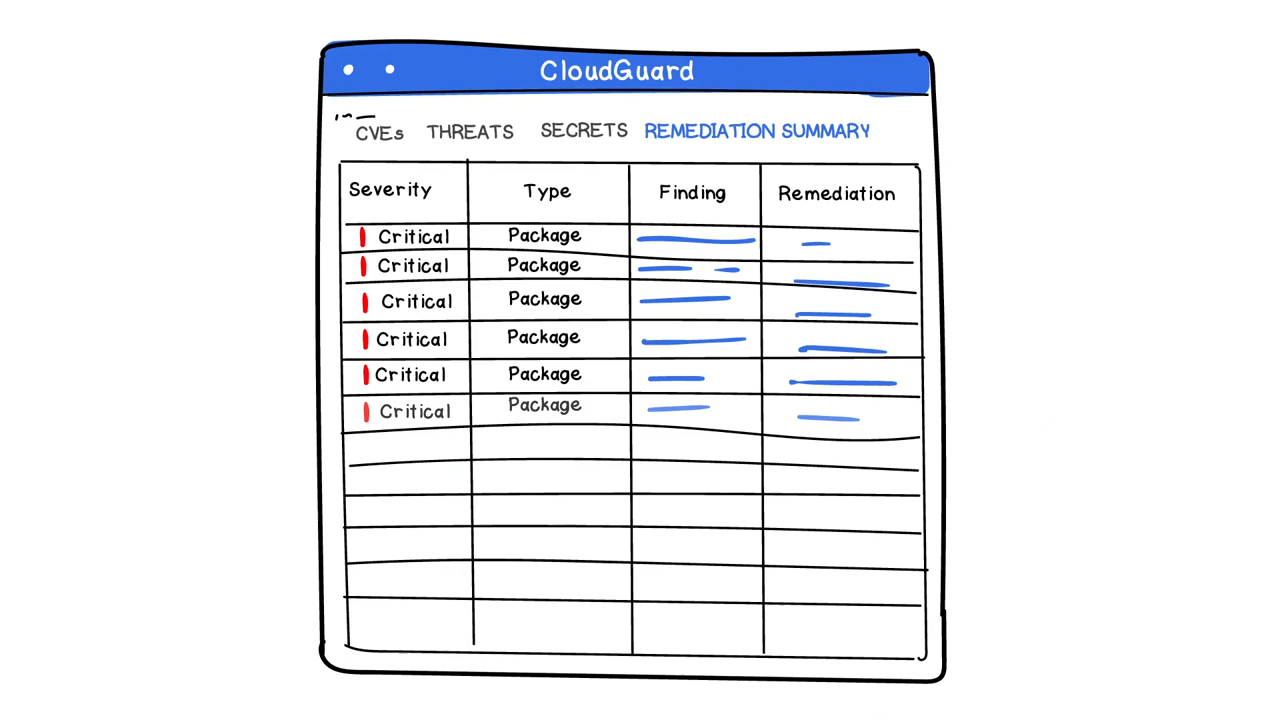 CloudGuard
CVEs THREATS SECRETS REMEDIATION SUMMARY
Severity Type Finding Remediation
Critical Package
Critical Package
Critical Package
Critical Package
Critical Package
Critical Package